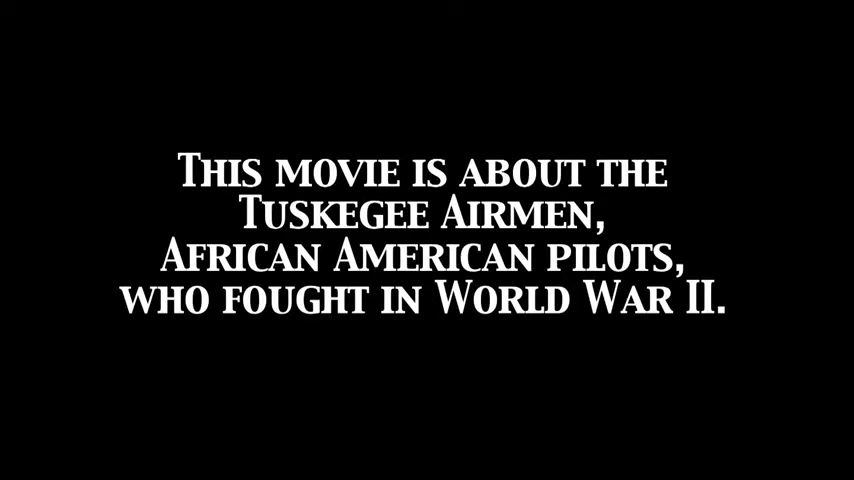 This movie is about the
Tuskegee Airmen,
African American pilots,
who fought in World War II.